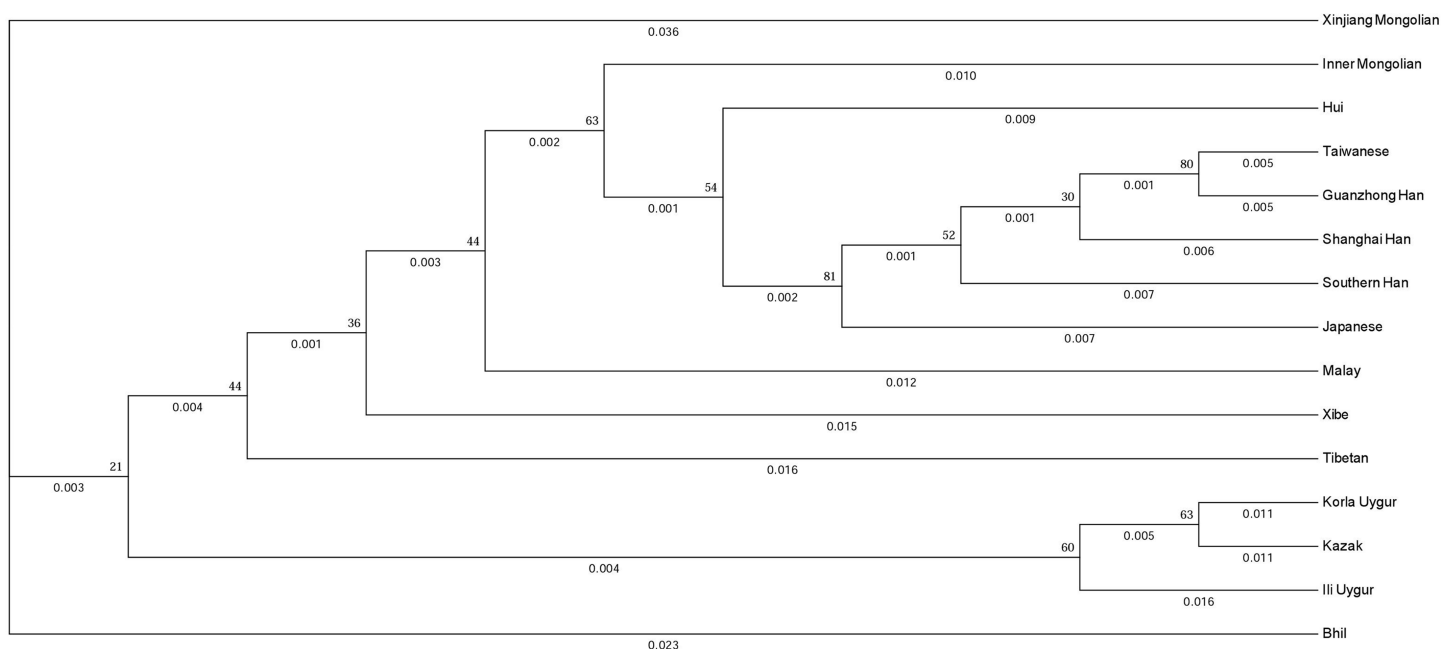 Xinjiang Mongolian
0.036
Inner Mongolian
0.010
Hui
0.009
63
0.002
Taiwanese
80
0.005
0.001
Guanzhong Han
0.005
54
0.001
30
0.001
Shanghai Han
0.006
52
0.001
44
0.003
Southern Han
0.007
81
0.002
Japanese
0.007
36
0.001
Malay
0.012
44
0.004
Xibe
0.015
Tibetan
0.016
21
0.003
Korla Uygur
0.011
63
0.005
Kazak
0.011
60
0.004
Ili Uygur
0.016
Bhil
0.023